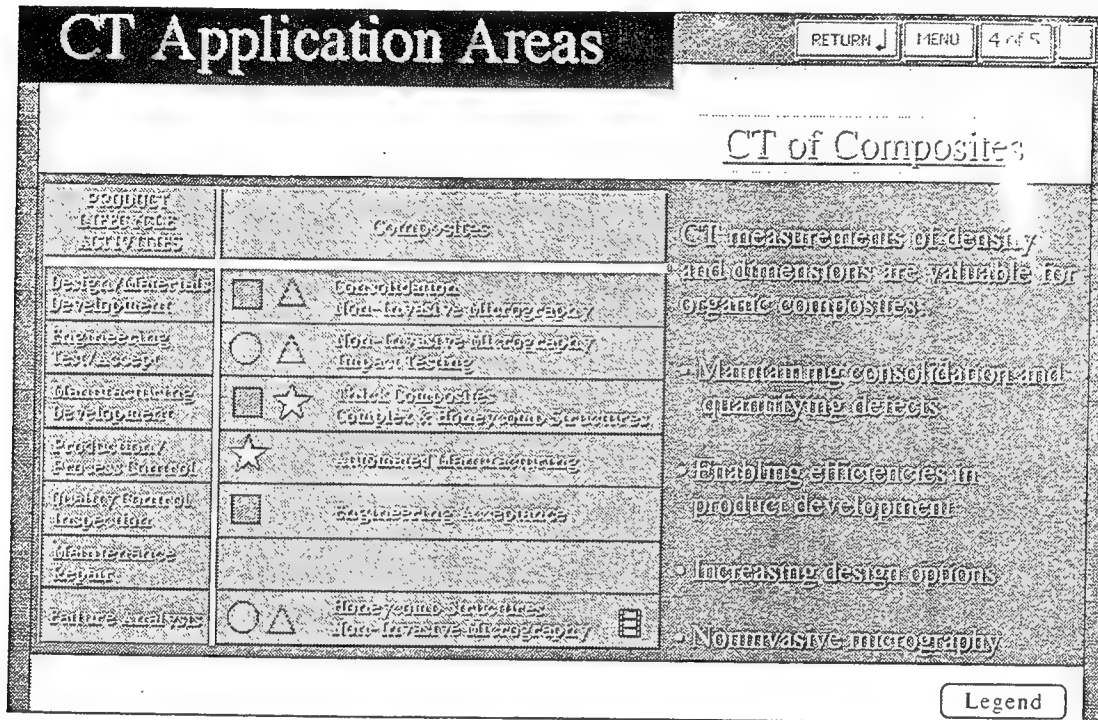 CT Application Areas
RETURN
MENU
4 of 5
CT of Composites
PRODUCT
LIFECYCLE
ACTIVITIES
Composites
Design/Materials
Development
Consolidation
Non-Invasive Micrography
Engineering
Test/Accept
Non-Invasive Micrography
Impact Testing
Manufacturing
Development
Thick Composites
Complex & Honeycomb Structures
Production/
Process Control
Automated Manufacturing
Quality Control
Inspection
Engineering Acceptance
Maintenance
Repair
Failure Analysis
Honeycomb Structures
Non-Invasive Micrography
CT measurements of density
and dimensions are valuable for
organic composites
• Maintaining consolidation and
quantifying defects
• Enabling efficiencies in
product development
• Increasing design options
• Noninvasive micrography
Legend